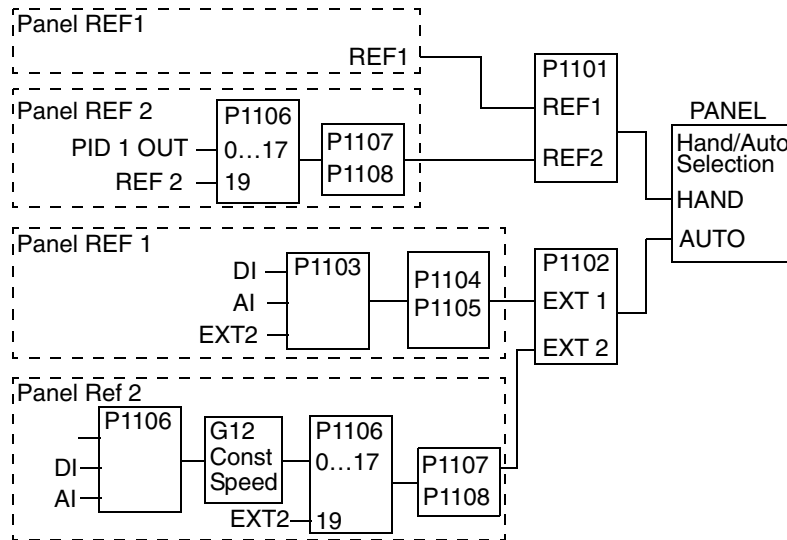 Panel REF1
REF1
P1101
REF1
REF2
PANEL
Hand/Auto
Selection
HAND
AUTO
Panel REF 2
P1106
PID 1 OUT
0...17
REF 2
19
P1107
P1108
Panel REF 1
DI
AI
EXT2
P1103
P1104
P1105
P1102
EXT 1
EXT 2
Panel Ref 2
P1106
DI
AI
G12
Const
Speed
P1106
0...17
EXT2
19
P1107
P1108